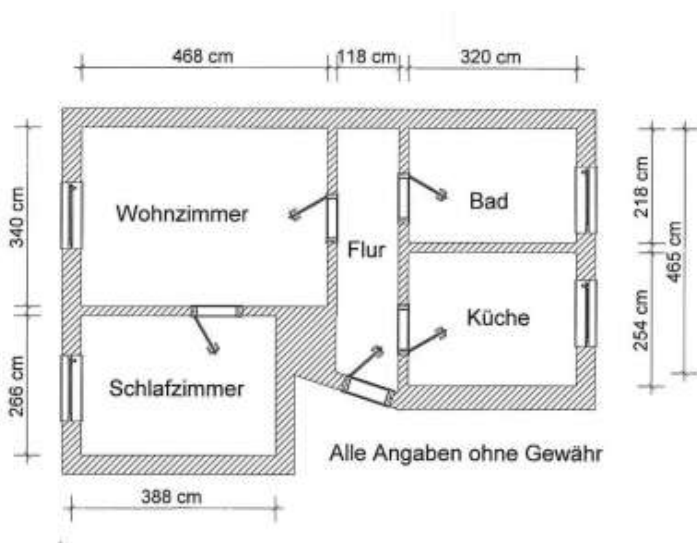 468 cm
118 cm
320 cm
340 cm
Wohnzimmer
Flur
Bad
218 cm
465 cm
Küche
254 cm
266 cm
Schlafzimmer
Alle Angaben ohne Gewähr
388 cm